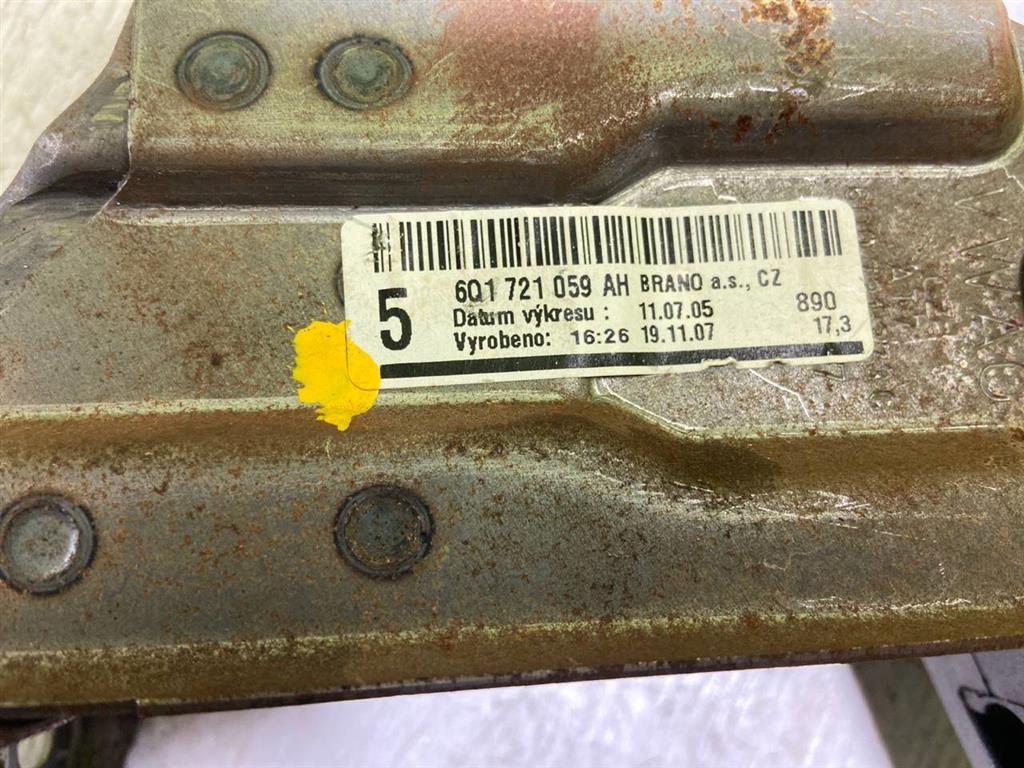 5
6Q1 721 059 AH BRANO a.s., CZ
Datum výkresu : 11.07.05 890
Vyrobeno: 16:26 19.11.07 17,3
VWAG